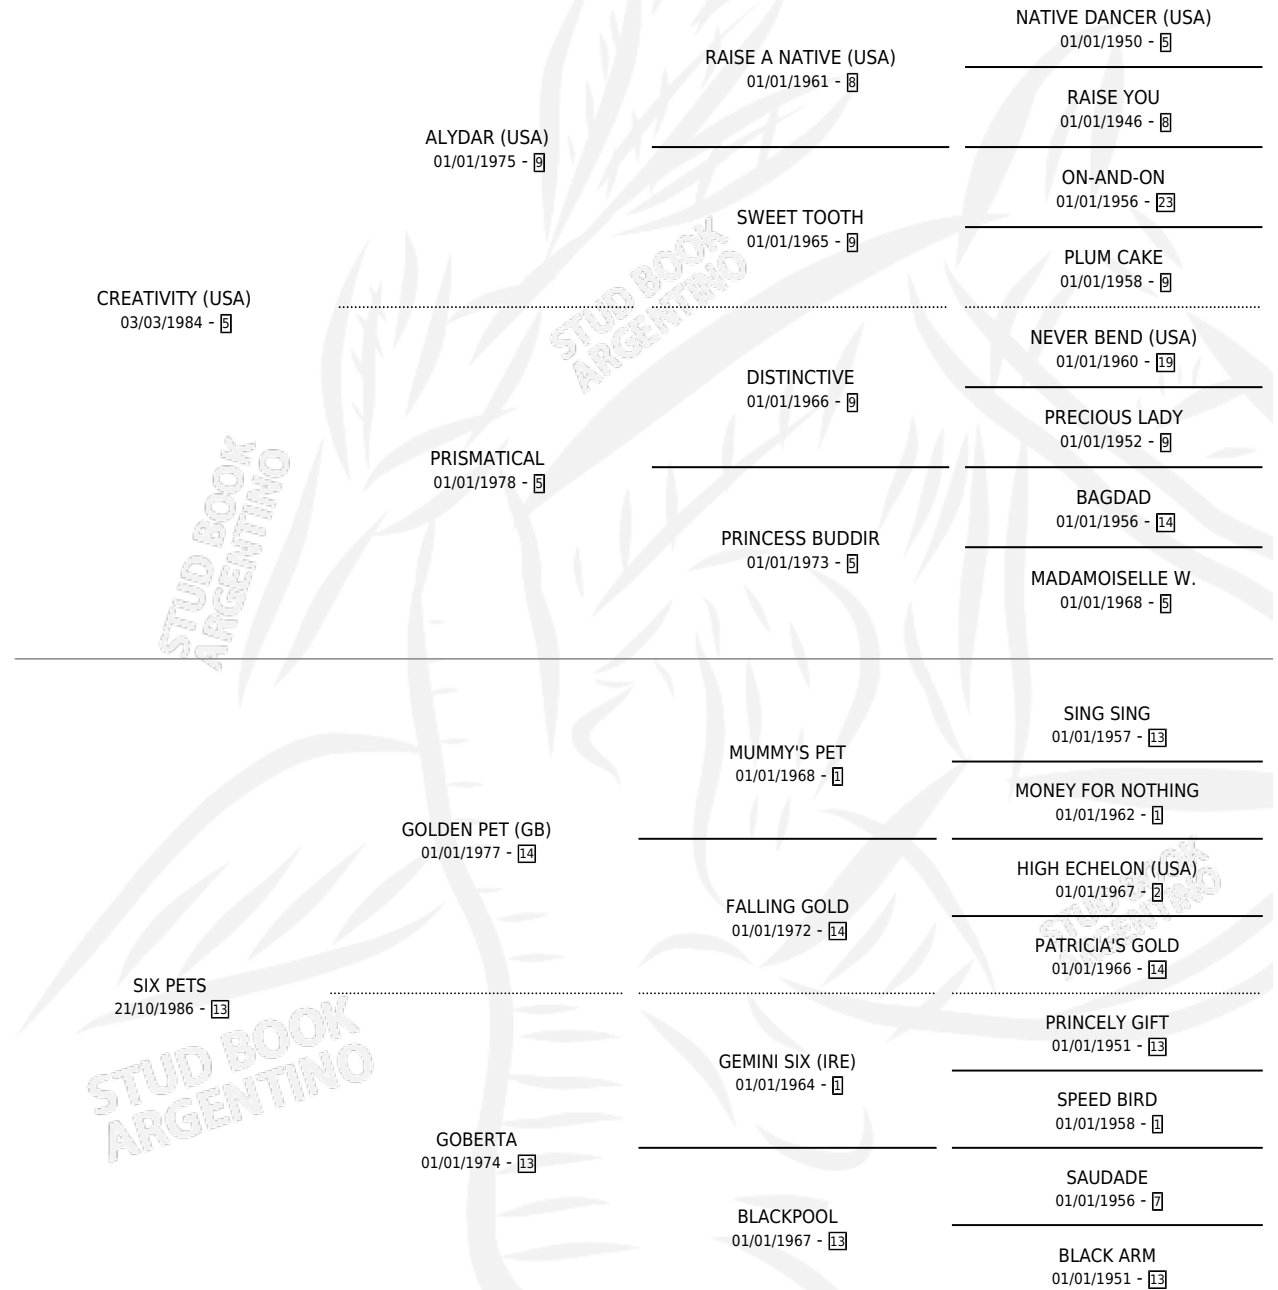 NATIVE DANCER (USA)
01/01/1950 - 5
RAISE A NATIVE (USA)
01/01/1961 - 8
RAISE YOU
01/01/1946 - 8
ALYDAR (USA)
01/01/1975 - 9
ON-AND-ON
01/01/1956 - 23
SWEET TOOTH
01/01/1965 - 9
PLUM CAKE
01/01/1958 - 9
CREATIVITY (USA)
03/03/1984 - 5
NEVER BEND (USA)
01/01/1960 - 19
DISTINCTIVE
01/01/1966 - 9
PRECIOUS LADY
01/01/1952 - 9
PRISMATICAL
01/01/1978 - 5
BAGDAD
01/01/1956 - 14
PRINCESS BUDDIR
01/01/1973 - 5
MADAMOISELLE W.
01/01/1968 - 5
SING SING
01/01/1957 - 13
MUMMY'S PET
01/01/1968 - 1
MONEY FOR NOTHING
01/01/1962 - 1
GOLDEN PET (GB)
01/01/1977 - 14
HIGH ECHELON (USA)
01/01/1967 - 2
FALLING GOLD
01/01/1972 - 14
PATRICIA'S GOLD
01/01/1966 - 14
SIX PETS
21/10/1986 - 13
PRINCELY GIFT
01/01/1951 - 13
GEMINI SIX (IRE)
01/01/1964 - 1
SPEED BIRD
01/01/1958 - 1
GOBERTA
01/01/1974 - 13
SAUDADE
01/01/1956 - 7
BLACKPOOL
01/01/1967 - 13
BLACK ARM
01/01/1951 - 13
STUD BOOK
ARGENTINO
STUD BOOK
ARGENTINO
STUD BOOK
ARGENTINO
STUD BOOK
ARGENTINO